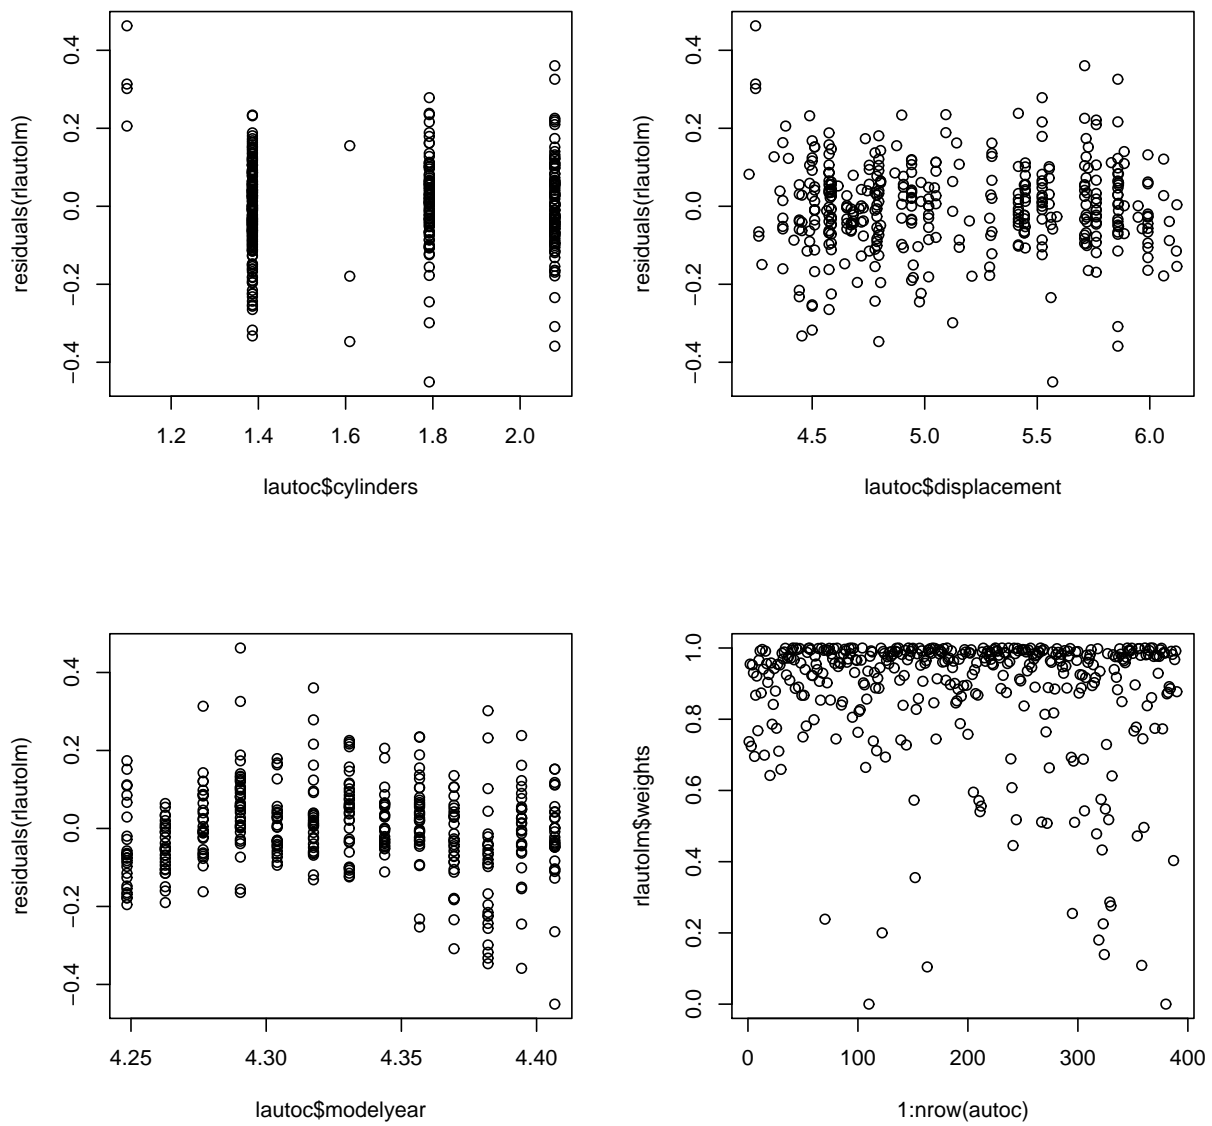 0.4
0.2
0.0
−0.2
−0.4
residuals(rlautolm)
1.2 1.4 1.6 1.8 2.0
lautoc$cylinders
0.4
0.2
0.0
−0.2
−0.4
residuals(rlautolm)
4.5 5.0 5.5 6.0
lautoc$displacement
0.4
0.2
0.0
−0.2
−0.4
residuals(rlautolm)
4.25 4.30 4.35 4.40
lautoc$modelyear
1.0
0.8
0.6
0.4
0.2
0.0
rlautolm$weights
0 100 200 300 400
1:nrow(autoc)